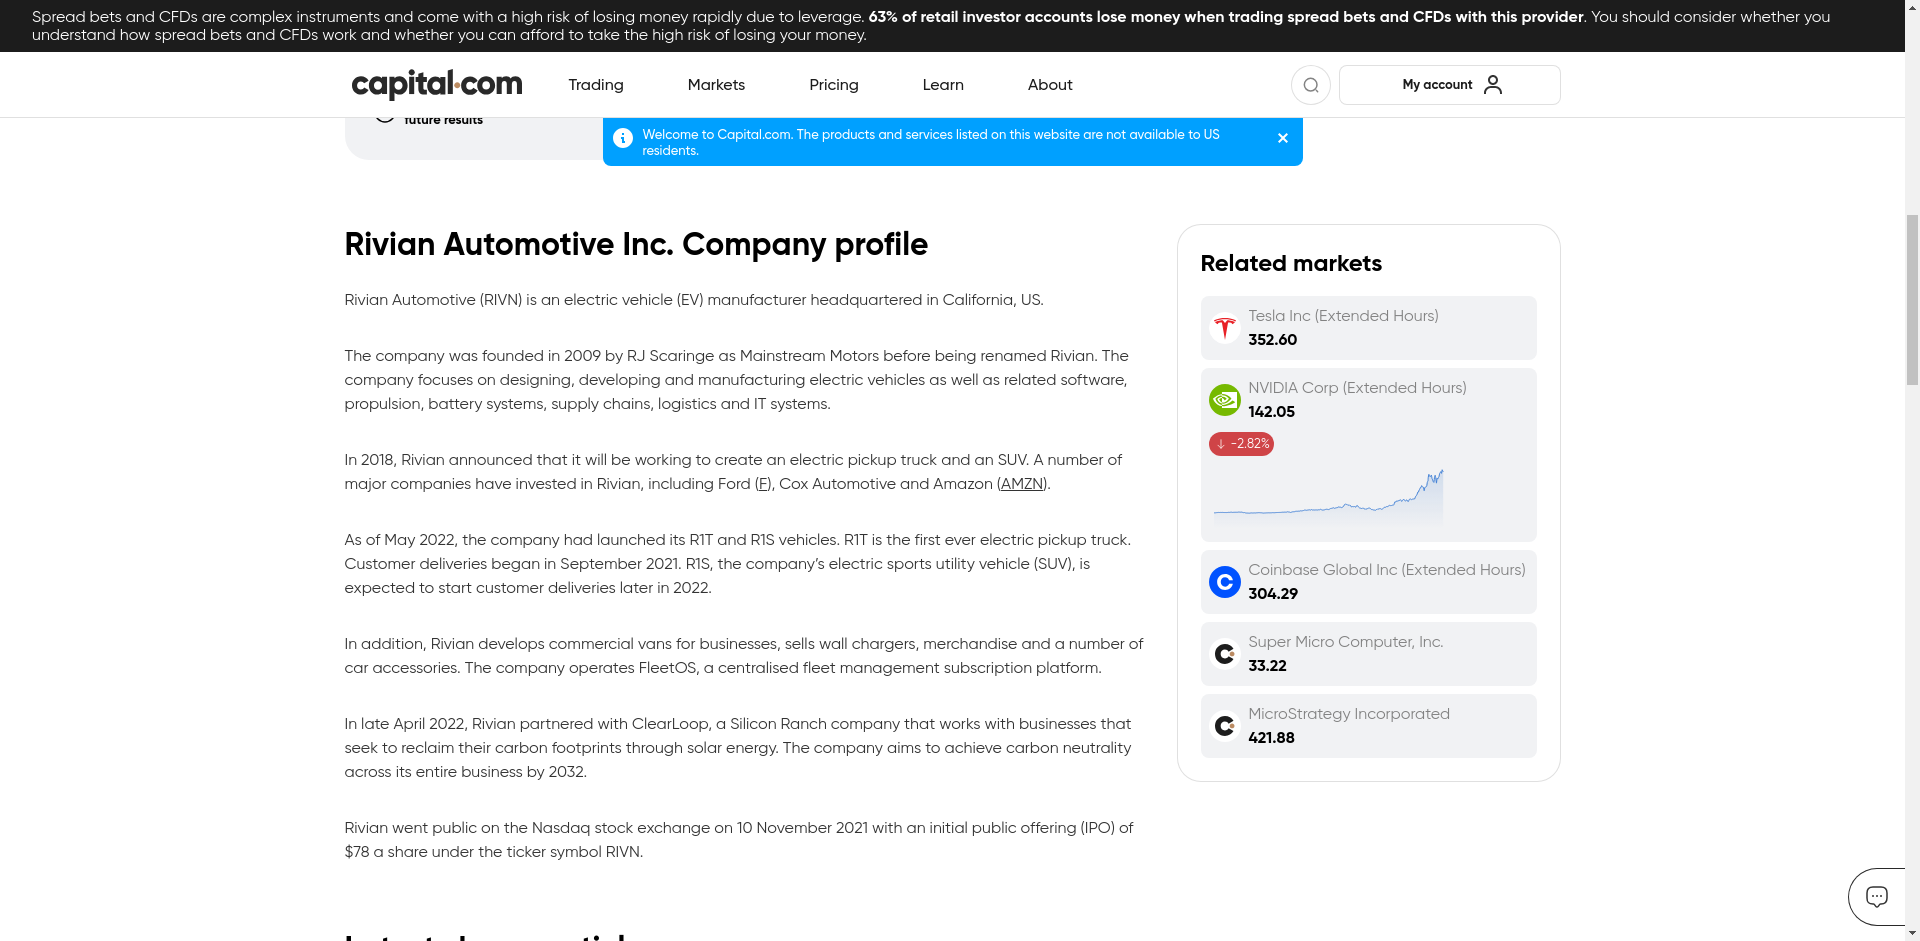 Spread bets and CFDs are complex instruments and come with a high risk of losing money rapidly due to leverage. 63% of retail investor accounts lose money when trading spread bets and CFDs with this provider. You should consider whether you
understand how spread bets and CFDs work and whether you can afford to take the high risk of losing your money.
capital.com
Trading
Markets
Pricing
Learn
About
My account
future results
Welcome to Capital.com. The products and services listed on this website are not available to US
residents.
Rivian Automotive Inc. Company profile
Rivian Automotive (RIVN) is an electric vehicle (EV) manufacturer headquartered in California, US.
The company was founded in 2009 by RJ Scaringe as Mainstream Motors before being renamed Rivian. The
company focuses on designing, developing and manufacturing electric vehicles as well as related software,
propulsion, battery systems, supply chains, logistics and IT systems.
In 2018, Rivian announced that it will be working to create an electric pickup truck and an SUV. A number of
major companies have invested in Rivian, including Ford (F), Cox Automotive and Amazon (AMZN).
As of May 2022, the company had launched its R1T and R1S vehicles. R1T is the first ever electric pickup truck.
Customer deliveries began in September 2021. R1S, the company’s electric sports utility vehicle (SUV), is
expected to start customer deliveries later in 2022.
In addition, Rivian develops commercial vans for businesses, sells wall chargers, merchandise and a number of
car accessories. The company operates FleetOS, a centralised fleet management subscription platform.
In late April 2022, Rivian partnered with ClearLoop, a Silicon Ranch company that works with businesses that
seek to reclaim their carbon footprints through solar energy. The company aims to achieve carbon neutrality
across its entire business by 2032.
Rivian went public on the Nasdaq stock exchange on 10 November 2021 with an initial public offering (IPO) of
$78 a share under the ticker symbol RIVN.
Related markets
Tesla Inc (Extended Hours)
352.60
NVIDIA Corp (Extended Hours)
142.05
-2.82%
Coinbase Global Inc (Extended Hours)
304.29
Super Micro Computer, Inc.
33.22
MicroStrategy Incorporated
421.88